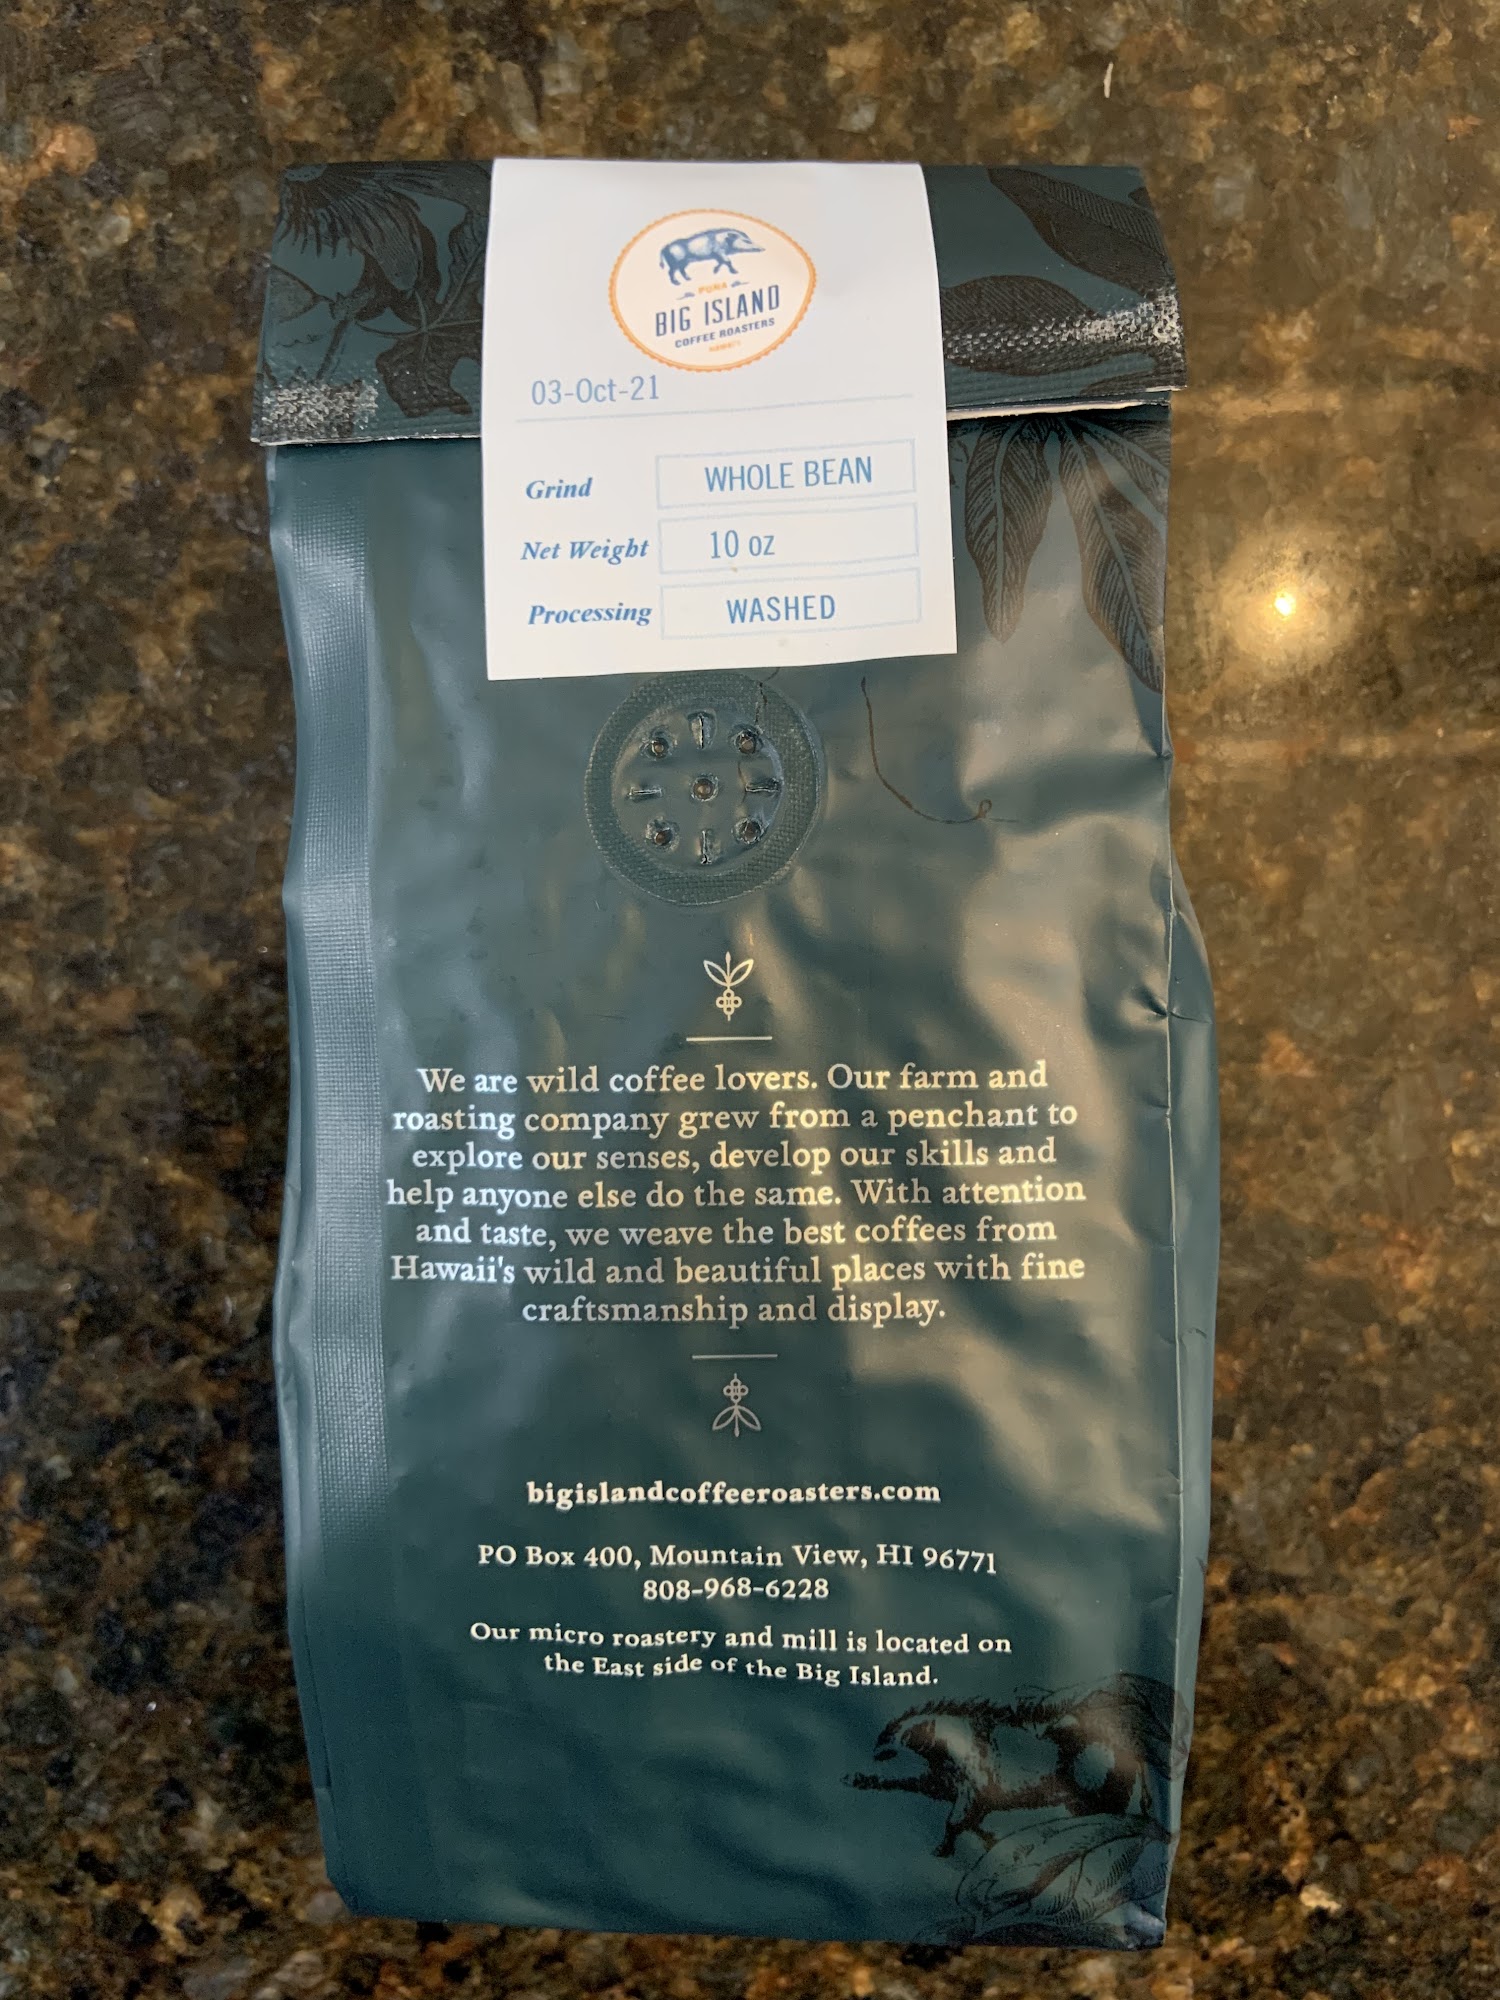 PUNA
BIG ISLAND
COFFEE ROASTERS
HAWAI'I
03-Oct-21
Grind WHOLE BEAN
Net Weight 10 oz
Processing WASHED
We are wild coffee lovers. Our farm and
roasting company grew from a penchant to
explore our senses, develop our skills and
help anyone else do the same. With attention
and taste, we weave the best coffees from
Hawaii's wild and beautiful places with fine
craftsmanship and display.
bigislandcoffeeroasters.com
PO Box 400, Mountain View, HI 96771
808-968-6228
Our micro roastery and mill is located on
the East side of the Big Island.